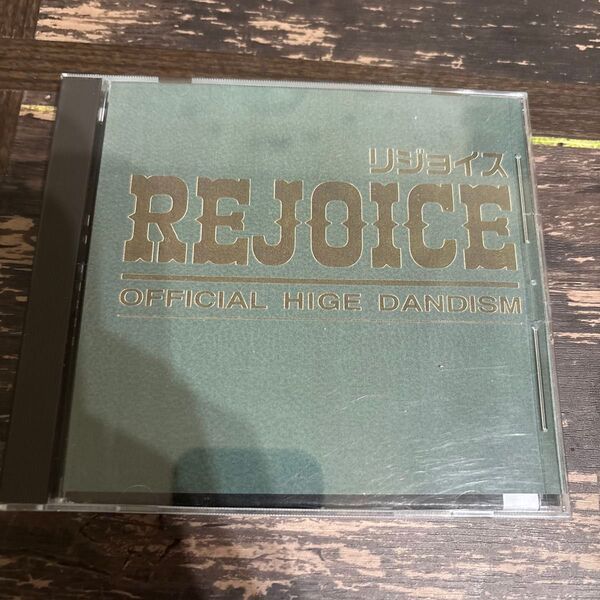 リジョイス
REJOICE
OFFICIAL HIGE DANDISM